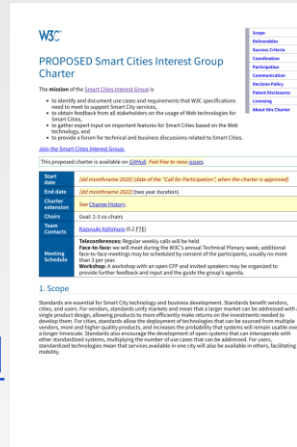 W3C
Scope
Deliverables
Success Criteria
Coordination
Participation
Communication
Decision Policy
Patent Disclosures
Licensing
About this Charter
PROPOSED Smart Cities Interest Group
Charter
The mission of the Smart Cities Interest Group is
• to identify and document use cases and requirements that W3C specifications
need to meet to support Smart City services,
• to obtain feedback from all stakeholders on the usage of Web technologies for
Smart Cities,
• to gather expert input on important features for Smart Cities based on the Web
technology, and
• to provide a forum for technical and business discussions related to Smart Cities.
Join the Smart Cities Interest Group.
This proposed charter is available on GitHub. Feel free to raise issues.
Start date [dd monthname 2020] (date of the "Call for Participation", when the charter is approved)
End date [dd monthname 2022] (two year duration)
Charter extension See Change History.
Chairs Goal: 2-3 co-chairs
Team Contacts Kazuyuki Ashimura (0.2 FTE)
Meeting Schedule
Teleconferences: Regular weekly calls will be held.
Face-to-face: we will meet during the W3C's annual Technical Plenary week; additional
face-to-face meetings may be scheduled by consent of the participants, usually no more
than 3 per year.
Workshop: A workshop with an open CFP and invited speakers may be organized to
provide further feedback and input and the guide the group's agenda.
1. Scope
Standards are essential for Smart City technology and business development. Standards benefit vendors,
cities, and users. For vendors, standards unify markets and mean that a larger market can be addressed with a
single product design, allowing products to more efficiently make returns on the investments needed to
develop them. For cities, standards allow the deployment of technologies that can be sourced from multiple
vendors, more and higher quality products, and increases the probability that systems will remain usable over
a longer timescale. Standards also encourage the development of open systems that can interoperate with
other standardized systems, multiplying the number of use cases that can be addressed. For users,
standardized technologies mean that services available in one city will also be available in others, facilitating
mobility.